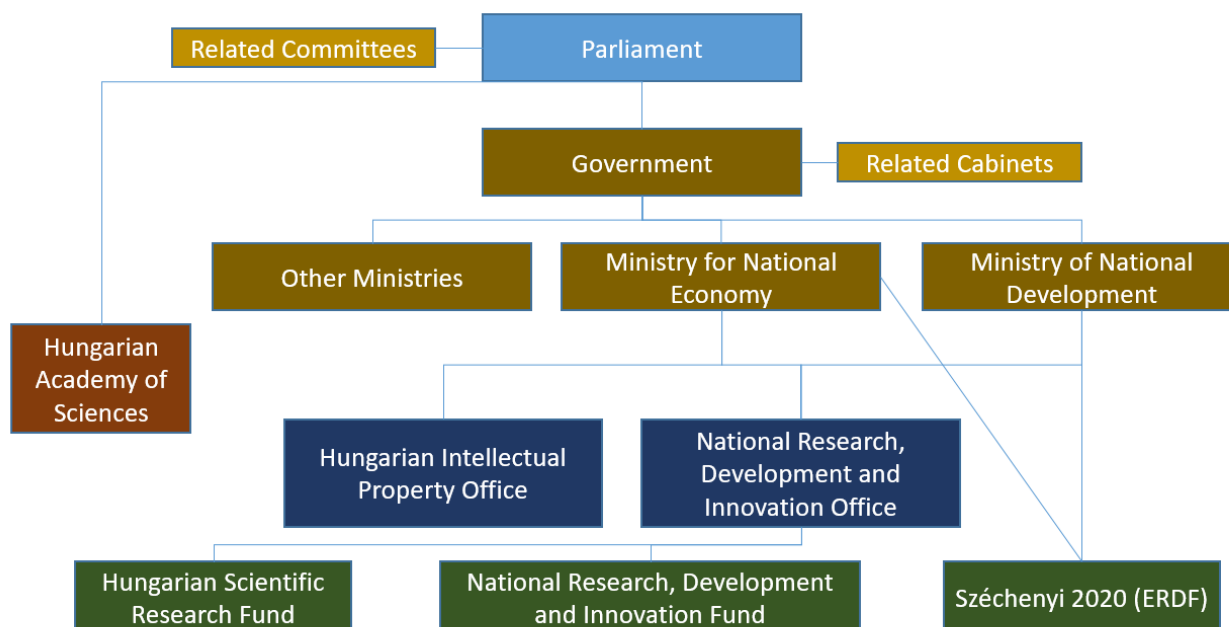 Related Committees
Parliament
Government
Related Cabinets
Other Ministries
Ministry for National
Economy
Ministry of National
Development
Hungarian
Academy of
Sciences
Hungarian Intellectual
Property Office
National Research,
Development and
Innovation Office
Hungarian Scientific
Research Fund
National Research, Development
and Innovation Fund
Széchenyi 2020 (ERDF)